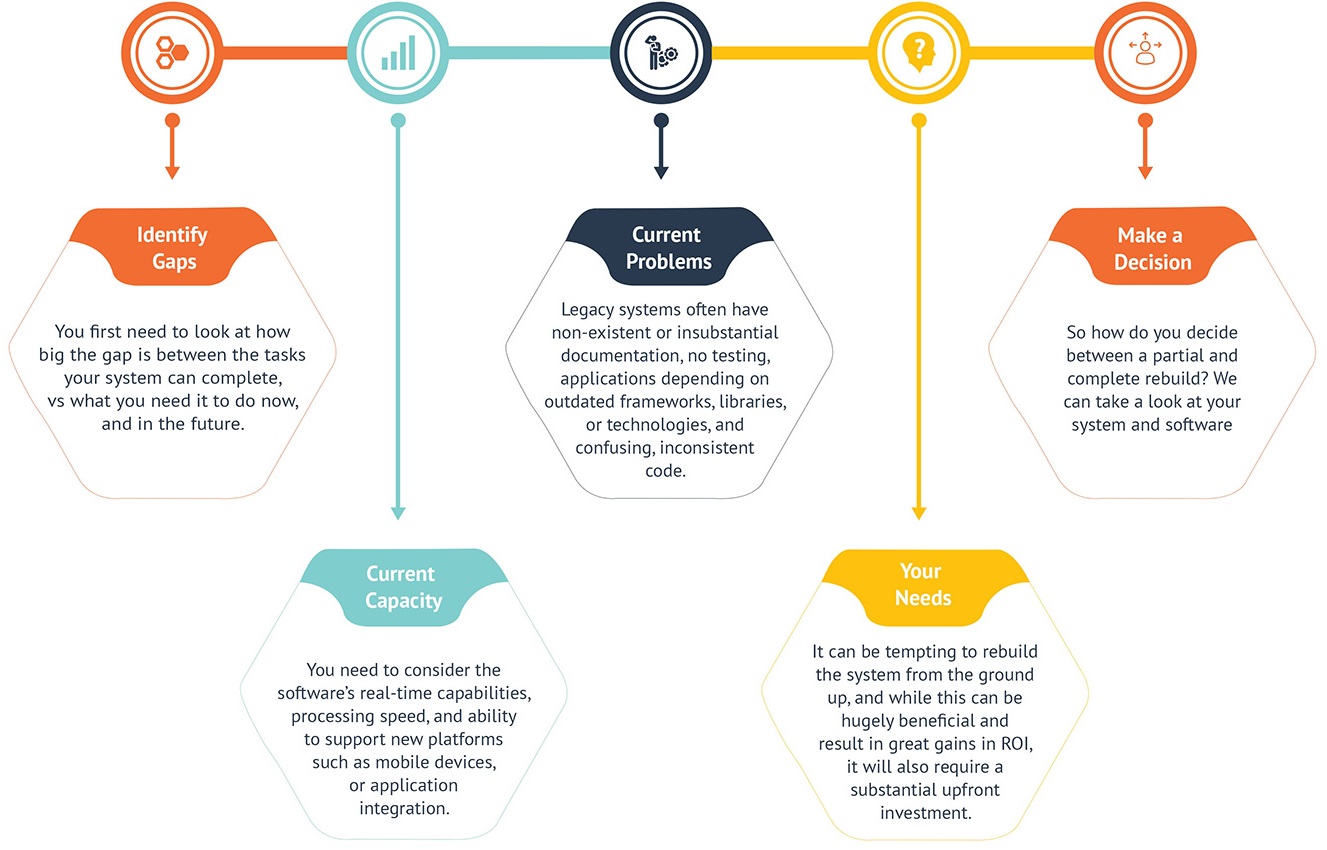 ?
Identify
Gaps
You first need to look at how
big the gap is between the tasks
your system can complete,
vs what you need it to do now,
and in the future.
Current
Capacity
You need to consider the
software's real-time capabilities,
processing speed, and ability
to support new platforms
such as mobile devices,
or application
integration.
Current
Problems
Legacy systems often have
non-existent or insubstantial
documentation, no testing,
applications depending on
outdated frameworks, libraries,
or technologies, and
confusing, inconsistent
code.
Your
Needs
It can be tempting to rebuild
the system from the ground
up, and while this can be
hugely beneficial and
result in great gains in ROI,
it will also require a
substantial upfront
investment.
Make a
Decision
So how do you decide
between a partial and
complete rebuild? We
can take a look at your
system and software